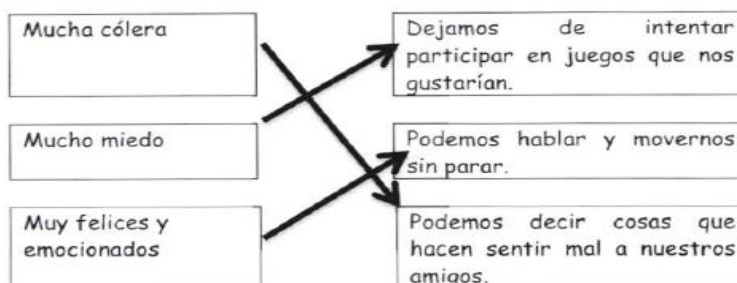 Mucha cólera
Dejamos de intentar
participar en juegos que nos
gustarían.
Mucho miedo
Podemos hablar y movernos
sin parar.
Muy felices y
emocionados
Podemos decir cosas que
hacen sentir mal a nuestros
amigos.